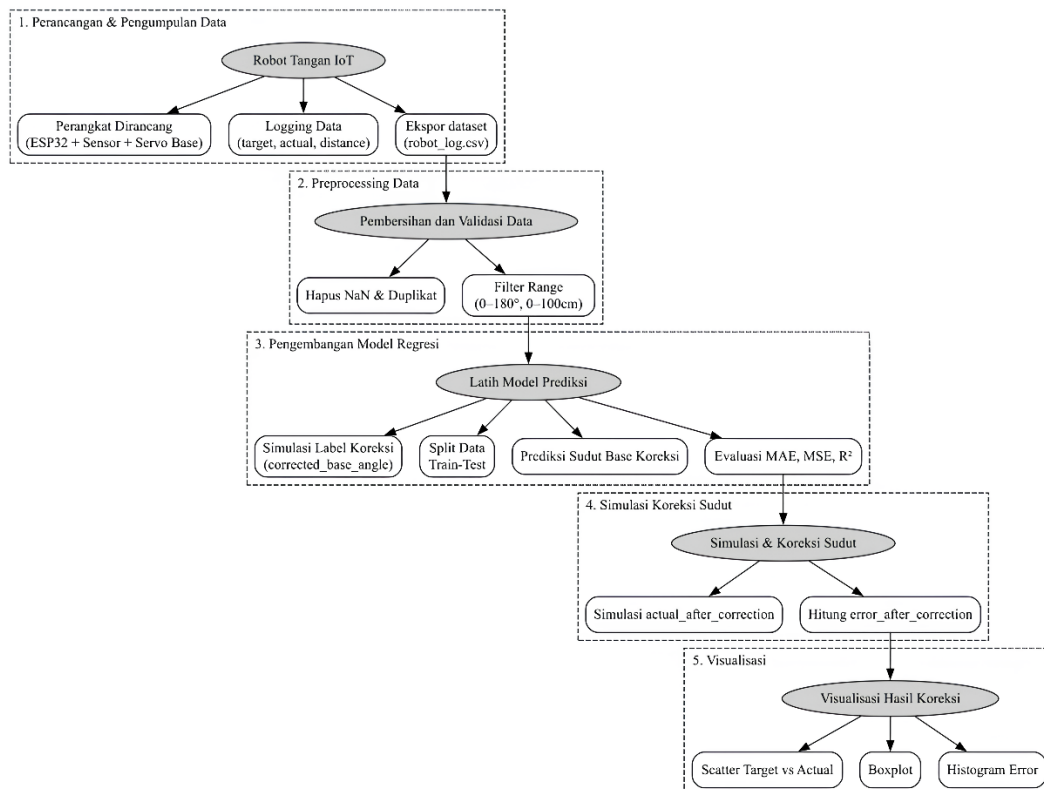 1. Perancangan & Pengumpulan Data
Robot Tangan IoT
Perangkat Dirancang
(ESP32 + Sensor + Servo Base)
Logging Data
(target, actual, distance)
Ekspor dataset
(robot_log.csv)
2. Preprocessing Data
Pembersihan dan Validasi Data
Hapus NaN & Duplikat
Filter Range
(0–180°, 0–100cm)
3. Pengembangan Model Regresi
Latih Model Prediksi
Simulasi Label Koreksi
(corrected_base_angle)
Split Data
Train-Test
Prediksi Sudut Base Koreksi
Evaluasi MAE, MSE, R²
4. Simulasi Koreksi Sudut
Simulasi & Koreksi Sudut
Simulasi actual_after_correction
Hitung error_after_correction
5. Visualisasi
Visualisasi Hasil Koreksi
Scatter Target vs Actual
Boxplot
Histogram Error